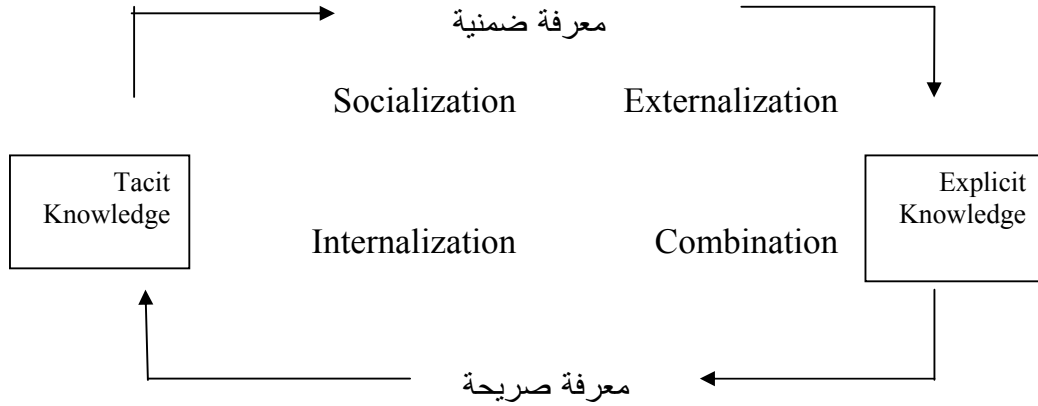 معرفة ضمنية
Socialization
Externalization
Tacit
Knowledge
Explicit
Knowledge
Internalization
Combination
معرفة صريحة